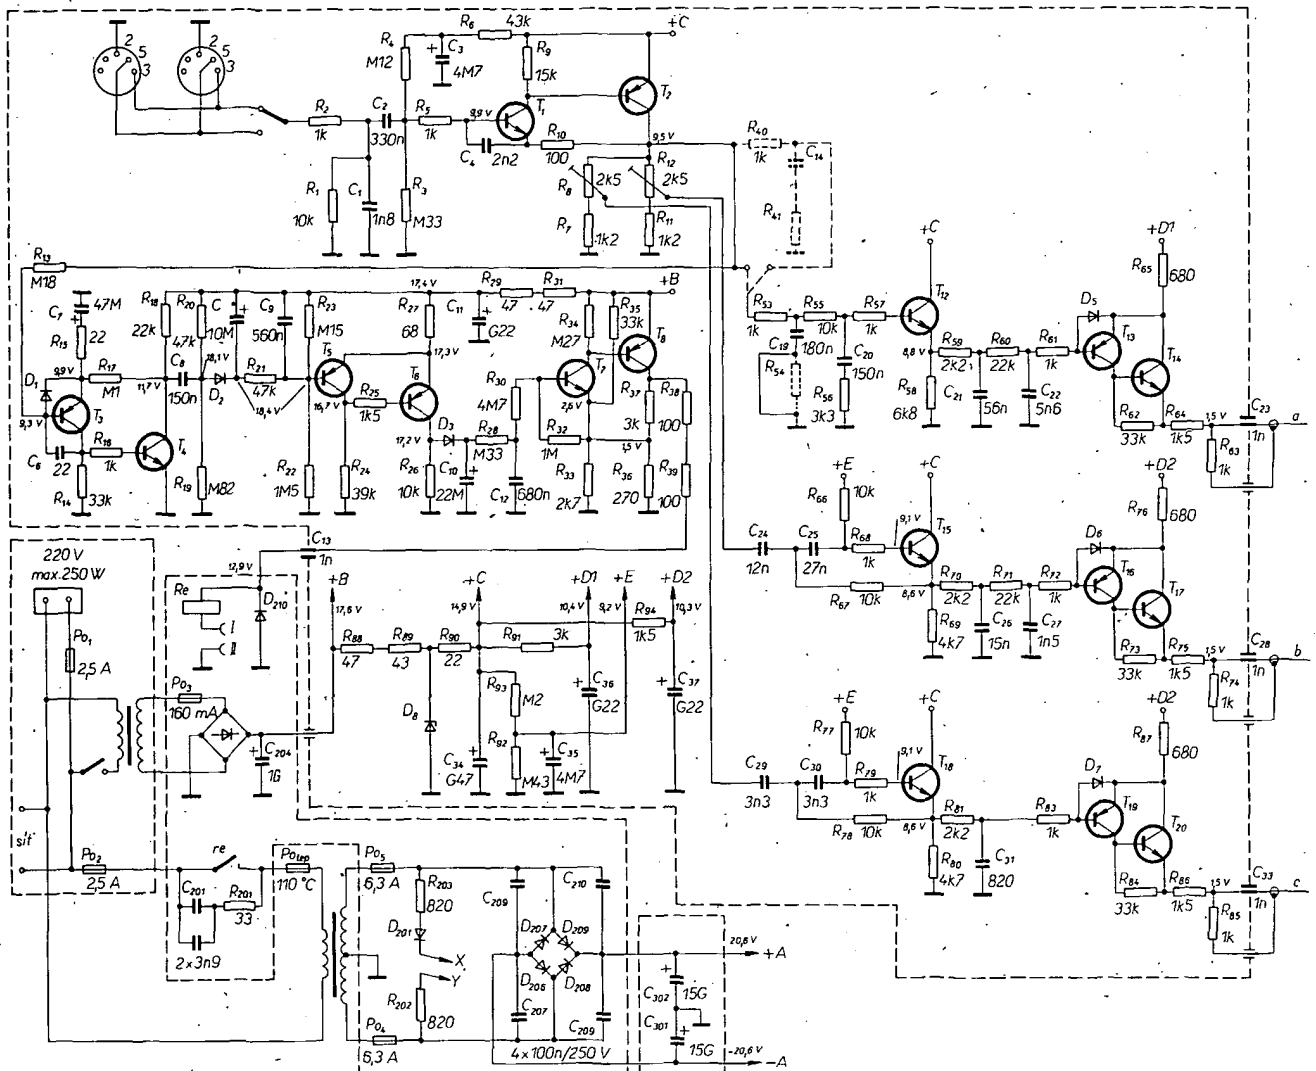 2 5 3
2 5 3
R6 43k
+C
R4 M12
C3 4M7
R9 15k
T1
T2
R2 1k
C2 330n
R5 1k
9,9 V
C4 2n2
R10 100
9,5 V
R40 1k
C14
R41
R1 10k
C1 1n8
R3 M33
R8 2k5
R12 2k5
R7 1k2
R11 1k2
R13 M18
C7 47M
R15 22
R18 22k
R20 47k
C 10M
C9 560n
R23 M15
17,4 V
R27 68
C11 G22
R29 47
R31 47
+B
R34 M27
R35 33k
T8
D1
9,9 V
R17 M1
11,7 V
C8 150n
18,1 V
D2
R21 47k
18,4 V
T5
17,3 V
16,7 V
R25 1k5
T6
R30 4M7
T7
2,6 V
R37 3k
R38 100
9,3 V
T3
C6 22
R16 1k
T4
R14 33k
R19 M82
R22 1M5
R24 39k
17,2 V
D3
R28 M33
R26 10k
C10 22M
C12 680n
R32 1M
1,5 V
R33 2k7
R36 270
R39 100
R53 1k
R55 10k
R57 1k
+C
T12
C19 180n
R54
C20 150n
R56 3k3
8,8 V
R59 2k2
R60 22k
R61 1k
R58 6k8
C21 56n
C22 5n6
+D1
R65 680
D5
T13
T14
R62 33k
R64 1k5
1,5 V
C23 1n
R63 1k
a
+E
R66 10k
+C
9,1 V
C24 12n
C25 27n
R68 1k
T15
R67 10k
8,6 V
R70 2k2
R71 22k
R72 1k
R69 4k7
C26 15n
C27 1n5
+D2
R76 680
D6
T16
T17
R73 33k
R75 1k5
1,5 V
C28 1n
R74 1k
b
+E
R77 10k
+C
9,1 V
C29 3n3
C30 3n3
R79 1k
T18
R78 10k
8,6 V
R81 2k2
R83 1k
R80 4k7
C31 820
+D2
R87 680
D7
T19
T20
R84 33k
R86 1k5
1,5 V
C33 1n
R85 1k
c
220 V
max. 250 W
Po1 2,5 A
Po3 160 mA
Re
I
II
12,9 V
D210
C13 1n
C204 1G
+B
17,6 V
R88 47
R89 43
R90 22
+C
14,9 V
R91 3k
+D1
10,4 V
+E
9,2 V
+D2
10,3 V
R94 1k5
R93 M2
C36 G22
C37 G22
D8
R92 M43
C35 4M7
C34 G47
síť
Po2 2,5 A
re
Potep 110 °C
C201
R201 33
2×3n9
Po5 6,3 A
R203 820
D201
X
Y
R202 820
Po4 6,3 A
C209
C210
D207
D209
D206
D208
C207
C209
4×100n/250 V
C302 15G
C301 15G
20,6 V
+A
-20,6 V
-A